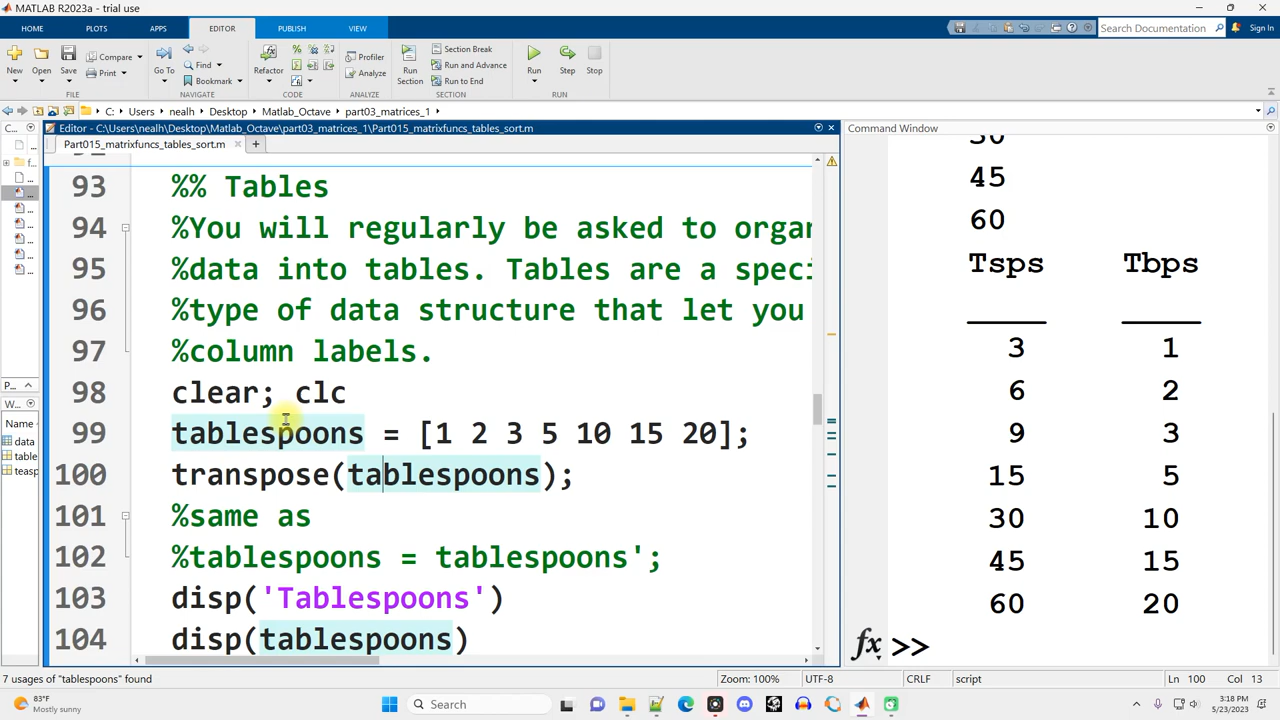 MATLAB R2023a - trial use
HOME PLOTS APPS EDITOR PUBLISH VIEW
Search Documentation
Sign In
New Open Save Compare Print Go To Find Bookmark Refactor Profiler Analyze Run Section Section Break Run and Advance Run to End Run Step Stop
FILE NAVIGATE CODE ANALYZE SECTION RUN
C: Users nealh Desktop Matlab_Octave part03_matrices_1
C...
Editor - C:\Users\nealh\Desktop\Matlab_Octave\part03_matrices_1\Part015_matrixfuncs_tables_sort.m
Command Window
Part015_matrixfuncs_tables_sort.m
93 %% Tables
94 %You will regularly be asked to organ
95 %data into tables. Tables are a speci
96 %type of data structure that let you
97 %column labels.
98 clear; clc
99 tablespoons = [1 2 3 5 10 15 20];
100 transpose(tablespoons);
101 %same as
102 %tablespoons = tablespoons';
103 disp('Tablespoons')
104 disp(tablespoons)
P...
W...
Name
data
table
teasp
30
45
60
Tsps Tbps
____ ____
3 1
6 2
9 3
15 5
30 10
45 15
60 20
fx >>
7 usages of "tablespoons" found
Zoom: 100% UTF-8 CRLF script Ln 100 Col 13
83°F
Mostly sunny
Search
3:18 PM
5/23/2023